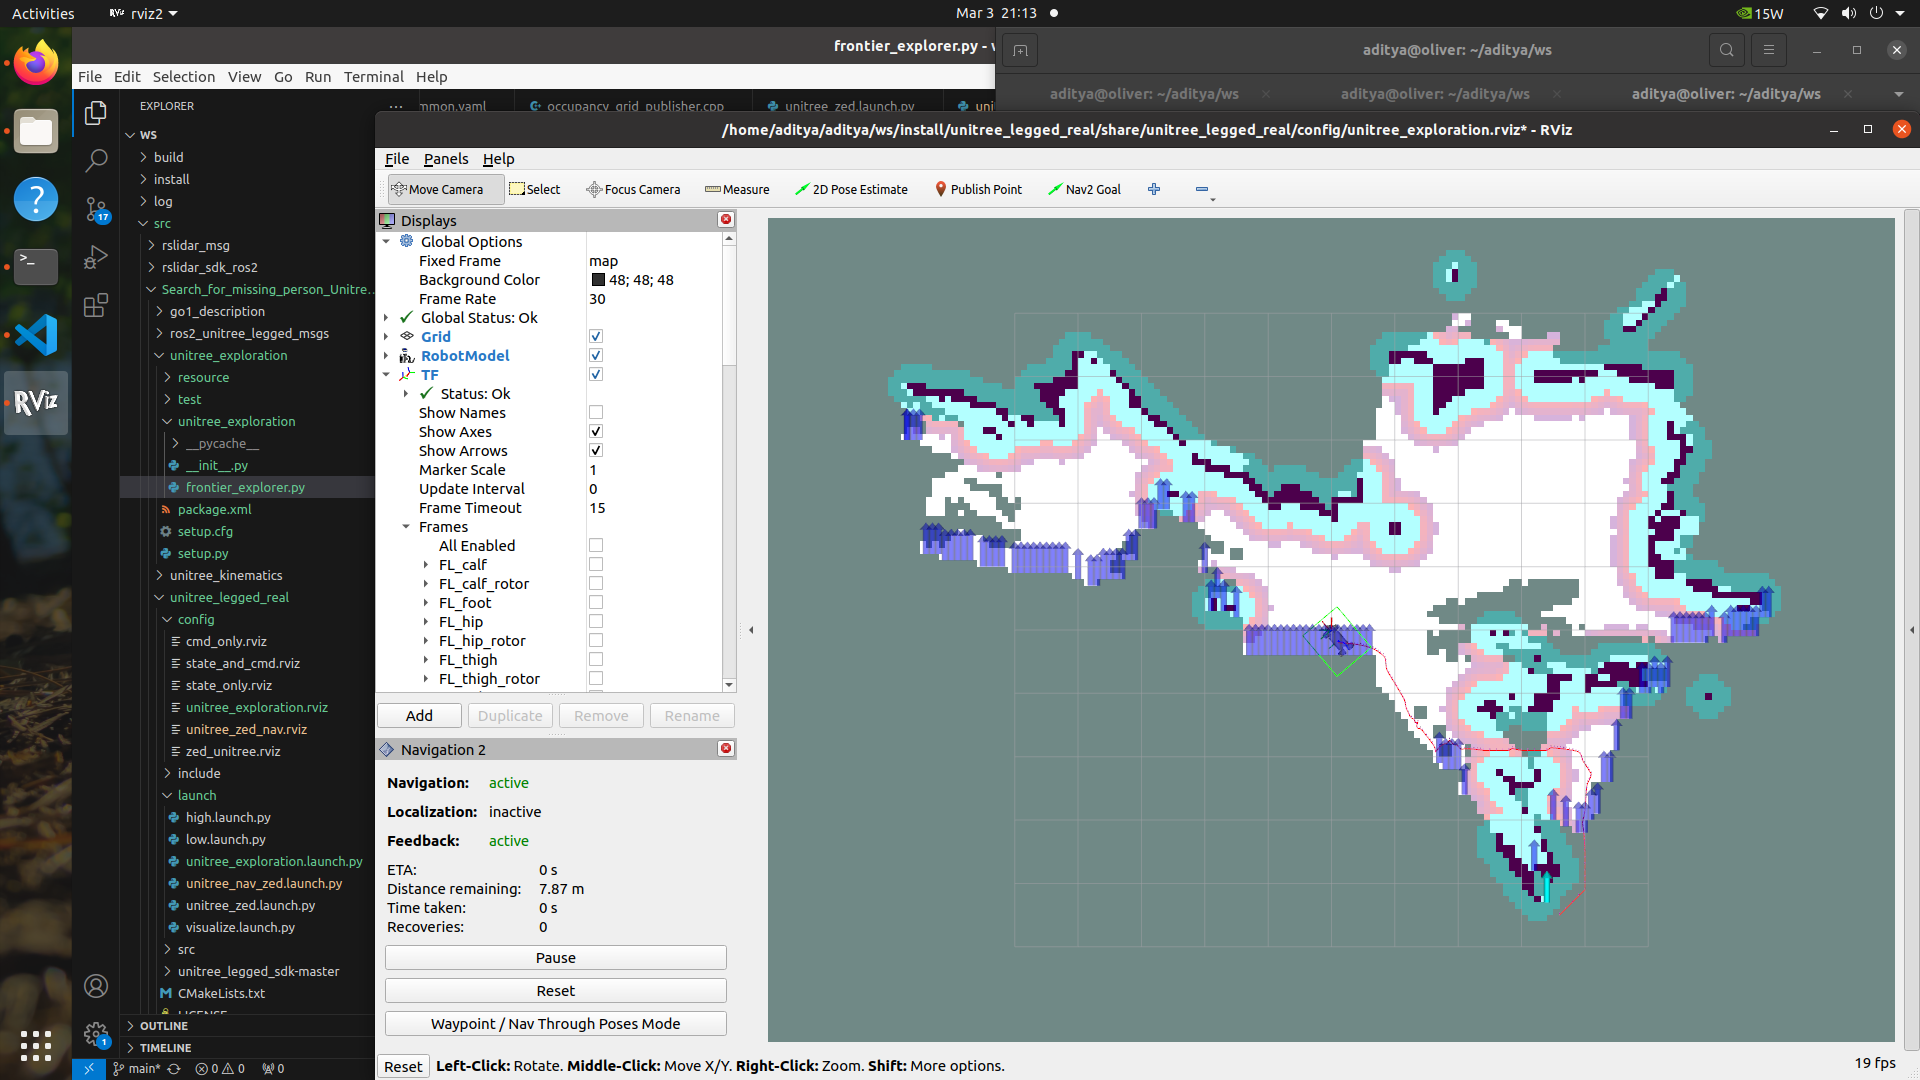 Activities
rviz2
Mar 3 21:13
15W
frontier_explorer.py -
aditya@oliver: ~/aditya/ws
File Edit Selection View Go Run Terminal Help
EXPLORER
mmon.yaml
occupancy_grid_publisher.cpp
unitree_zed.launch.py
aditya@oliver: ~/aditya/ws
aditya@oliver: ~/aditya/ws
aditya@oliver: ~/aditya/ws
WS
build
install
log
src
rslidar_msg
rslidar_sdk_ros2
Search_for_missing_person_Unitre...
go1_description
ros2_unitree_legged_msgs
unitree_exploration
resource
test
unitree_exploration
__pycache__
__init__.py
frontier_explorer.py
package.xml
setup.cfg
setup.py
unitree_kinematics
unitree_legged_real
config
cmd_only.rviz
state_and_cmd.rviz
state_only.rviz
unitree_exploration.rviz
unitree_zed_nav.rviz
zed_unitree.rviz
include
launch
high.launch.py
low.launch.py
unitree_exploration.launch.py
unitree_nav_zed.launch.py
unitree_zed.launch.py
visualize.launch.py
src
unitree_legged_sdk-master
CMakeLists.txt
LICENSE
OUTLINE
TIMELINE
17
1
RViz
main*
0 0
0
/home/aditya/aditya/ws/install/unitree_legged_real/share/unitree_legged_real/config/unitree_exploration.rviz* - RViz
File Panels Help
Move Camera
Select
Focus Camera
Measure
2D Pose Estimate
Publish Point
Nav2 Goal
Displays
Global Options
Fixed Frame map
Background Color 48; 48; 48
Frame Rate 30
Global Status: Ok
Grid
RobotModel
TF
Status: Ok
Show Names
Show Axes
Show Arrows
Marker Scale 1
Update Interval 0
Frame Timeout 15
Frames
All Enabled
FL_calf
FL_calf_rotor
FL_foot
FL_hip
FL_hip_rotor
FL_thigh
FL_thigh_rotor
Add Duplicate Remove Rename
Navigation 2
Navigation: active
Localization: inactive
Feedback: active
ETA: 0 s
Distance remaining: 7.87 m
Time taken: 0 s
Recoveries: 0
Pause
Reset
Waypoint / Nav Through Poses Mode
Reset
Left-Click: Rotate. Middle-Click: Move X/Y. Right-Click: Zoom. Shift: More options.
19 fps